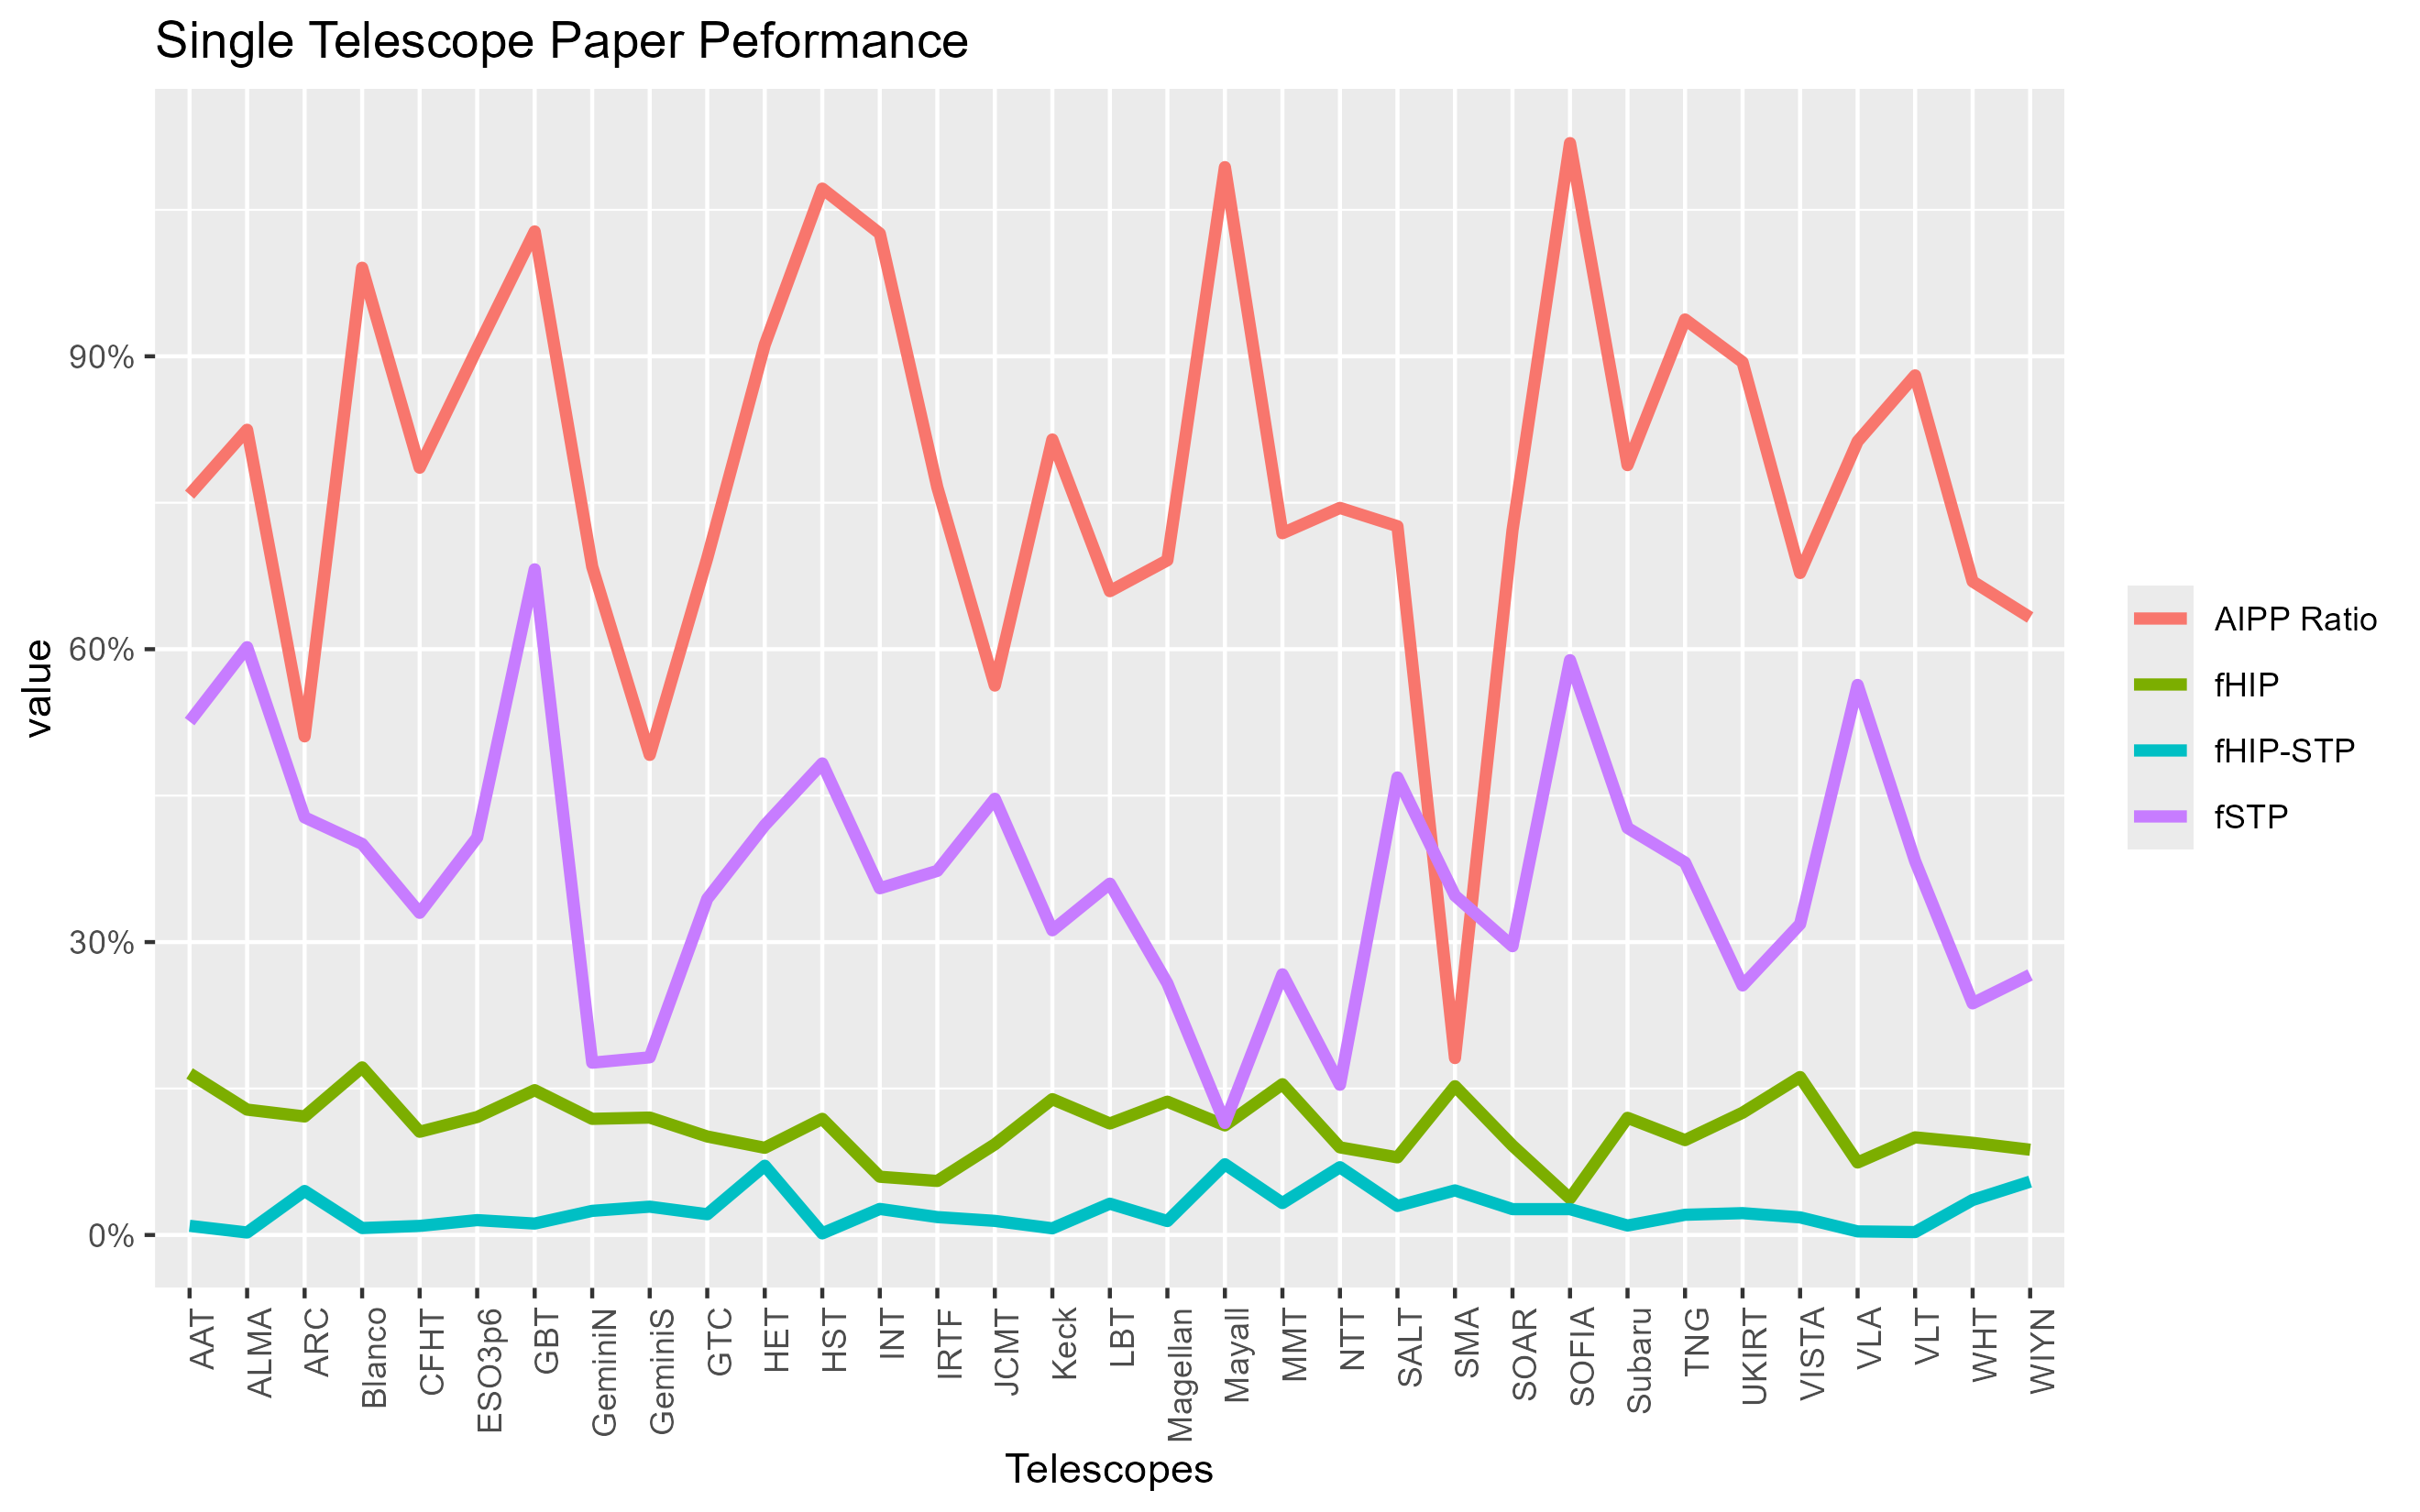 Single Telescope Paper Peformance
value
90%
60%
30%
0%
AAT
ALMA
ARC
Blanco
CFHT
ESO3p6
GBT
GeminiN
GeminiS
GTC
HET
HST
INT
IRTF
JCMT
Keck
LBT
Magellan
Mayall
MMT
NTT
SALT
SMA
SOAR
SOFIA
Subaru
TNG
UKIRT
VISTA
VLA
VLT
WHT
WIYN
Telescopes
AIPP Ratio
fHIP
fHIP-STP
fSTP